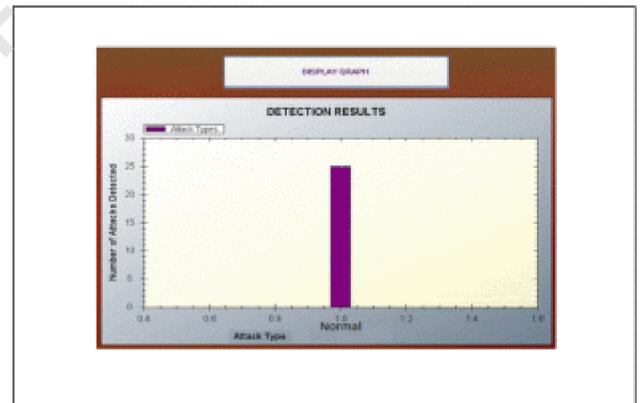 DISPLAY GRAPH
DETECTION RESULTS
Attack Types
Number of Attacks Detected
30
25
20
15
10
5
0
0.4 0.6 0.8 1.0 1.2 1.4 1.6
Normal
Attack Type